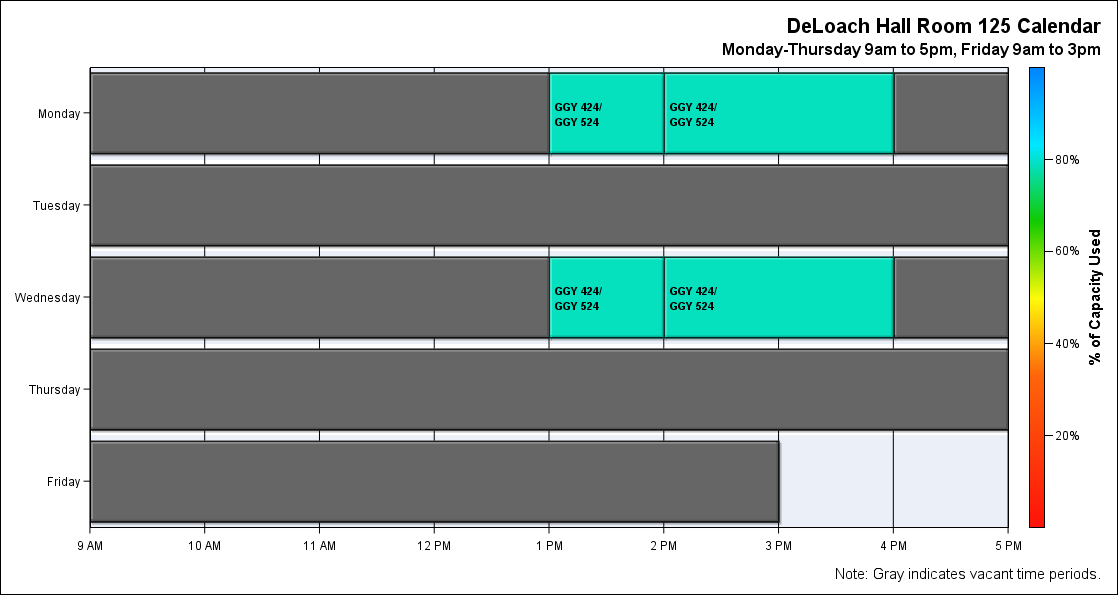 DeLoach Hall Room 125 Calendar
Monday-Thursday 9am to 5pm, Friday 9am to 3pm
Monday
GGY 424/
GGY 524
GGY 424/
GGY 524
Tuesday
Wednesday
GGY 424/
GGY 524
GGY 424/
GGY 524
Thursday
Friday
9 AM
10 AM
11 AM
12 PM
1 PM
2 PM
3 PM
4 PM
5 PM
80%
60%
40%
20%
% of Capacity Used
Note: Gray indicates vacant time periods.